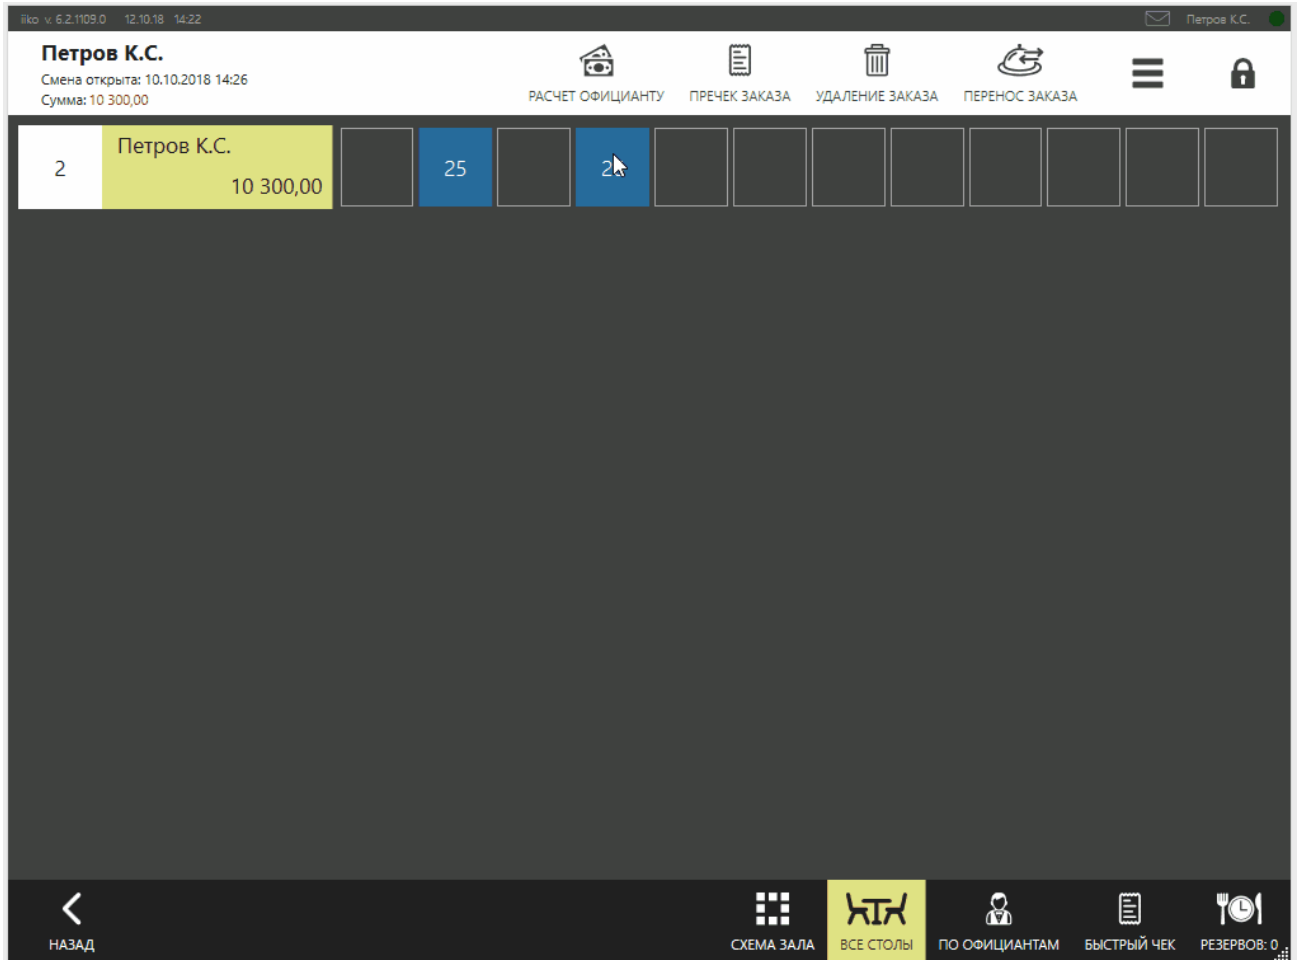 iiko v. 6.2.1109.0 12.10.18 14:22 Петров К.С.
Петров К.С.
Смена открыта: 10.10.2018 14:26
Сумма: 10 300,00
РАСЧЕТ ОФИЦИАНТУ ПРЕЧЕК ЗАКАЗА УДАЛЕНИЕ ЗАКАЗА ПЕРЕНОС ЗАКАЗА
2 Петров К.С. 25
10 300,00
НАЗАД СХЕМА ЗАЛА ВСЕ СТОЛЫ ПО ОФИЦИАНТАМ БЫСТРЫЙ ЧЕК РЕЗЕРВОВ: 0